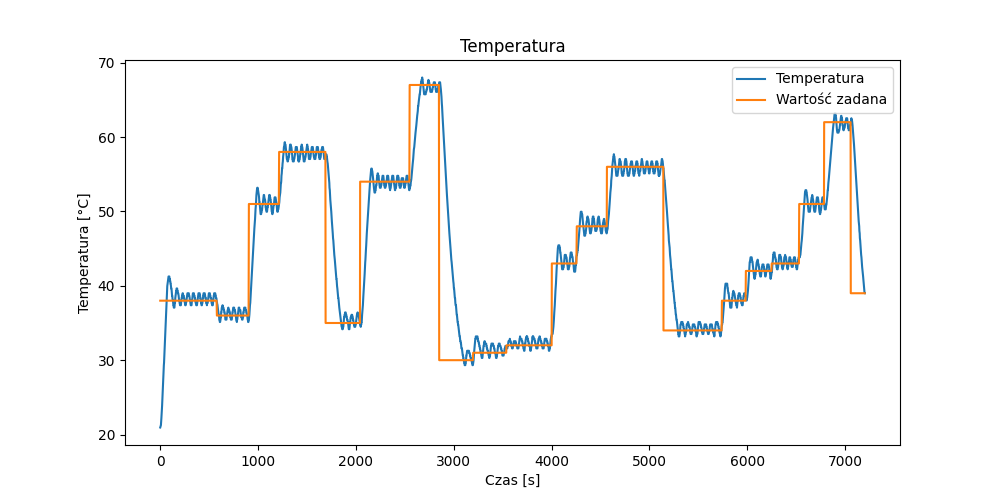 Temperatura
Temperatura
Wartość zadana
Temperatura [°C]
70
60
50
40
30
20
0
1000
2000
3000
4000
5000
6000
7000
Czas [s]